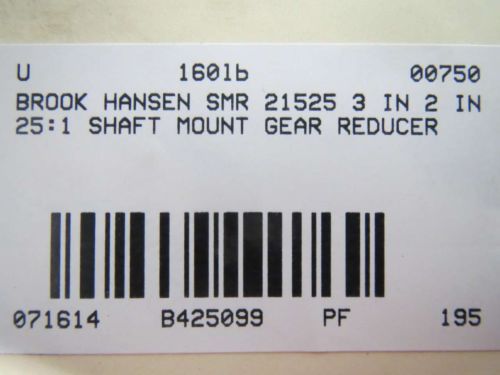 U 160lb 00750
BROOK HANSEN SMR 21525 3 IN 2 IN
25:1 SHAFT MOUNT GEAR REDUCER
071614 B425099 PF 195